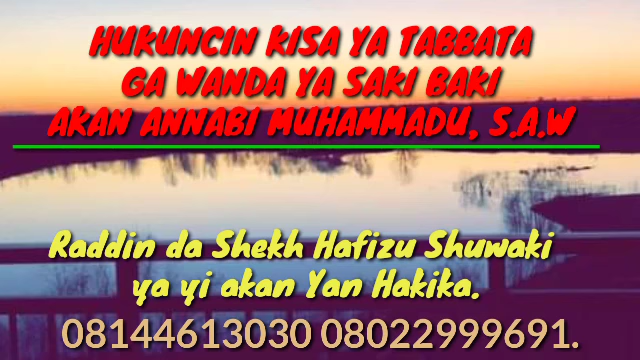 HUKUNCIN KISA YA TABBATA
GA WANDA YA SAKI BAKI
AKAN ANNABI MUHAMMADU, S.A.W
Raddin da Shekh Hafizu Shuwaki
ya yi akan Yan Hakika.
08144613030 08022999691.